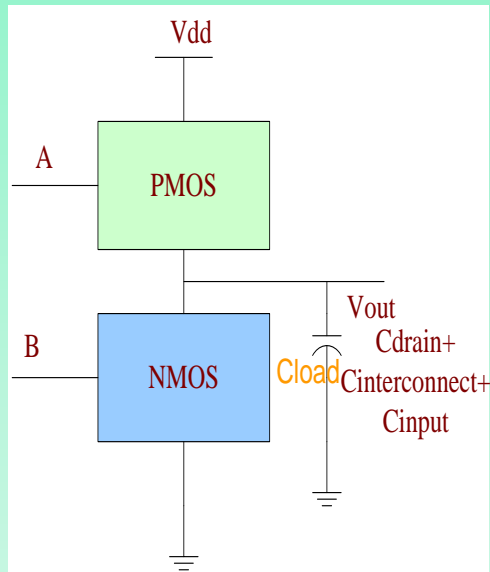 Vdd
A
PMOS
Vout
B
NMOS
Cload
Cdrain+
Cinterconnect+
Cinput